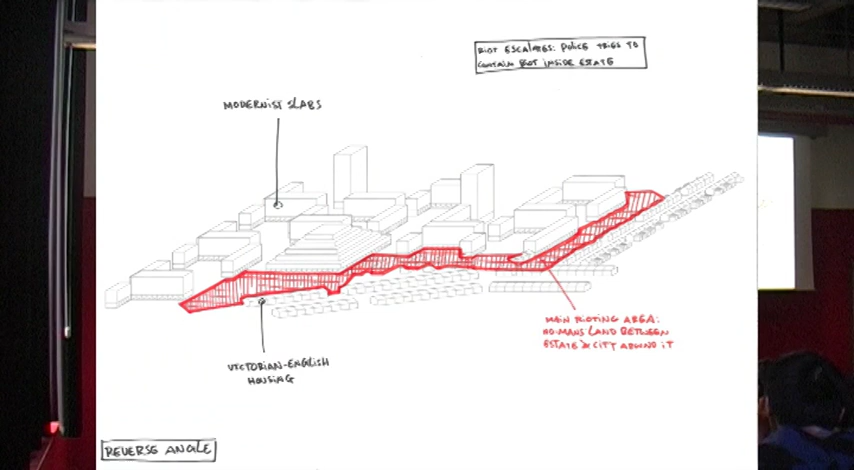 RIOT ESCALATES: POLICE TRIES TO
CONTAIN RIOT INSIDE ESTATE
MODERNIST SLABS
MAIN RIOTING AREA:
NO-MANS LAND BETWEEN
ESTATE & CITY AROUND IT
VICTORIAN-ENGLISH
HOUSING
REVERSE ANGLE